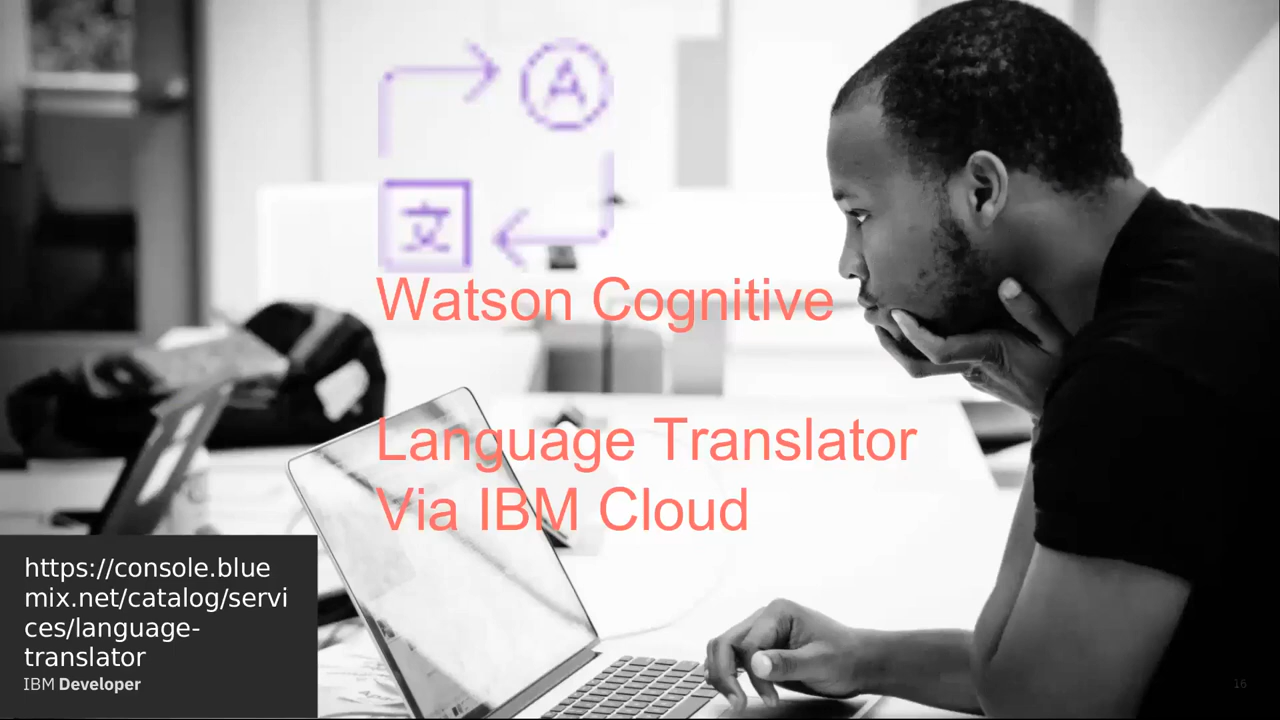 A
文
Watson Cognitive
Language Translator
Via IBM Cloud
https://console.blue
mix.net/catalog/servi
ces/language-
translator
IBM Developer
16